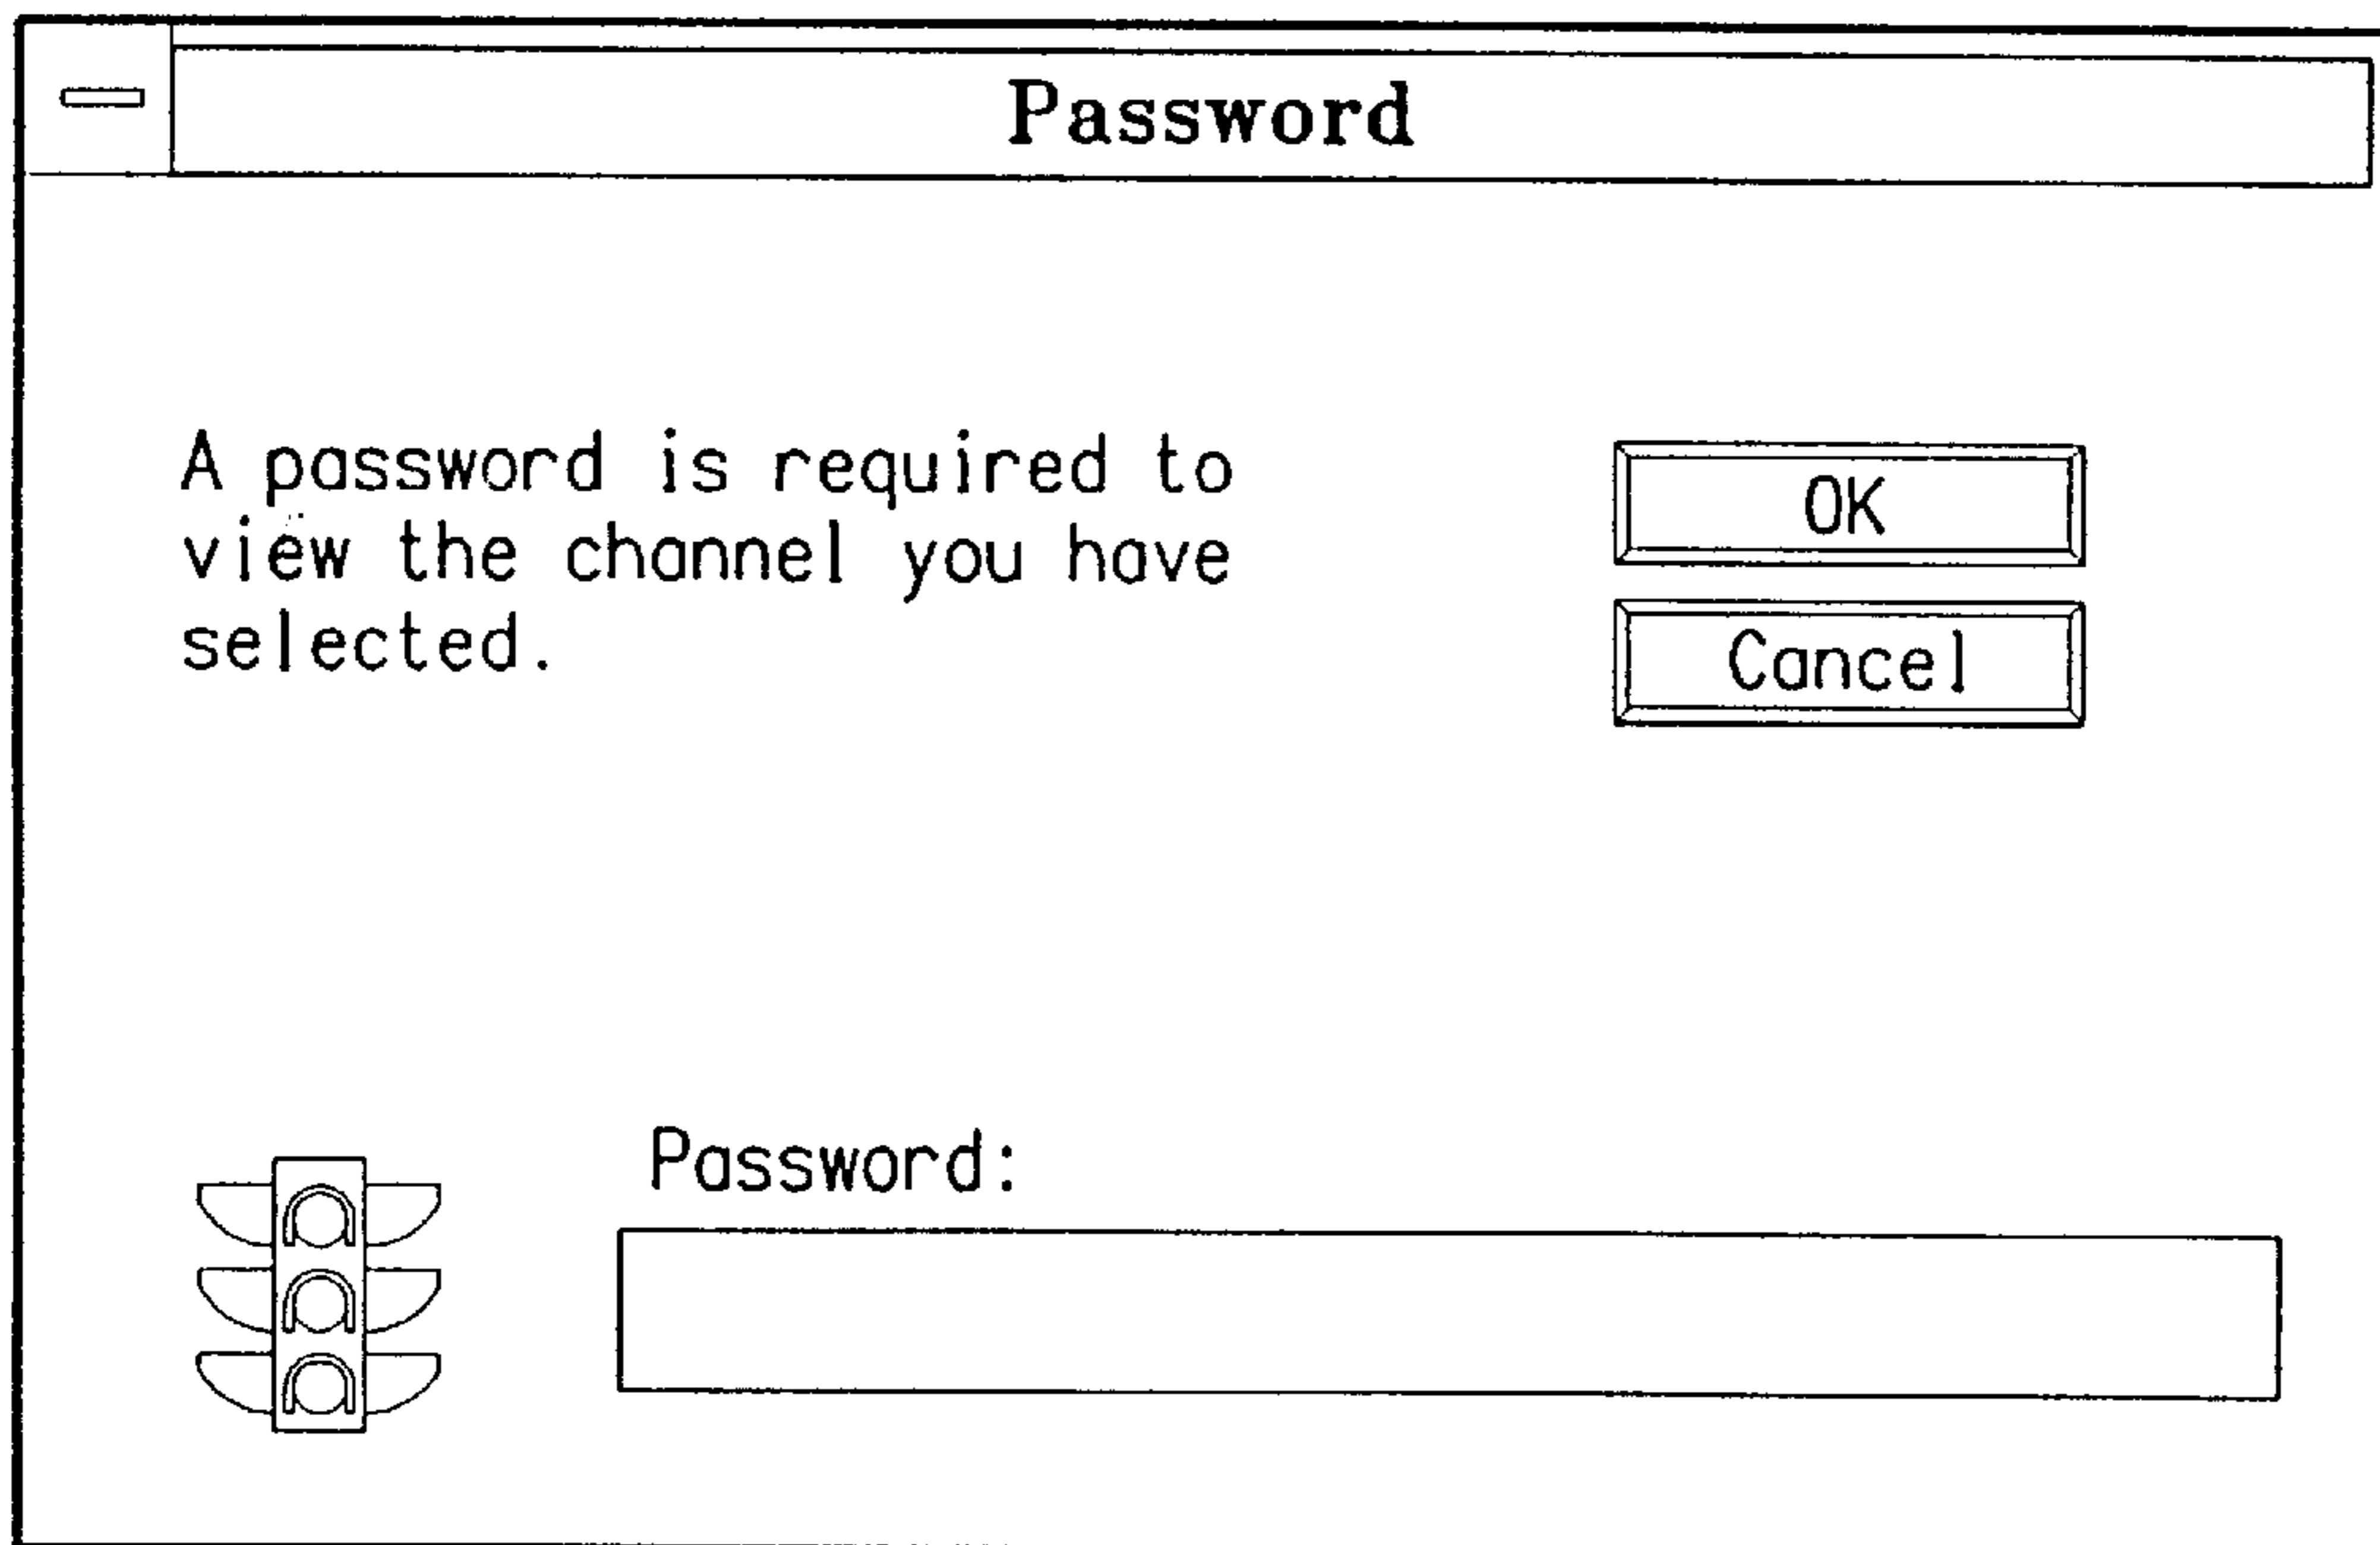 Password
A password is required to
view the channel you have
selected.
OK
Cancel
Password: